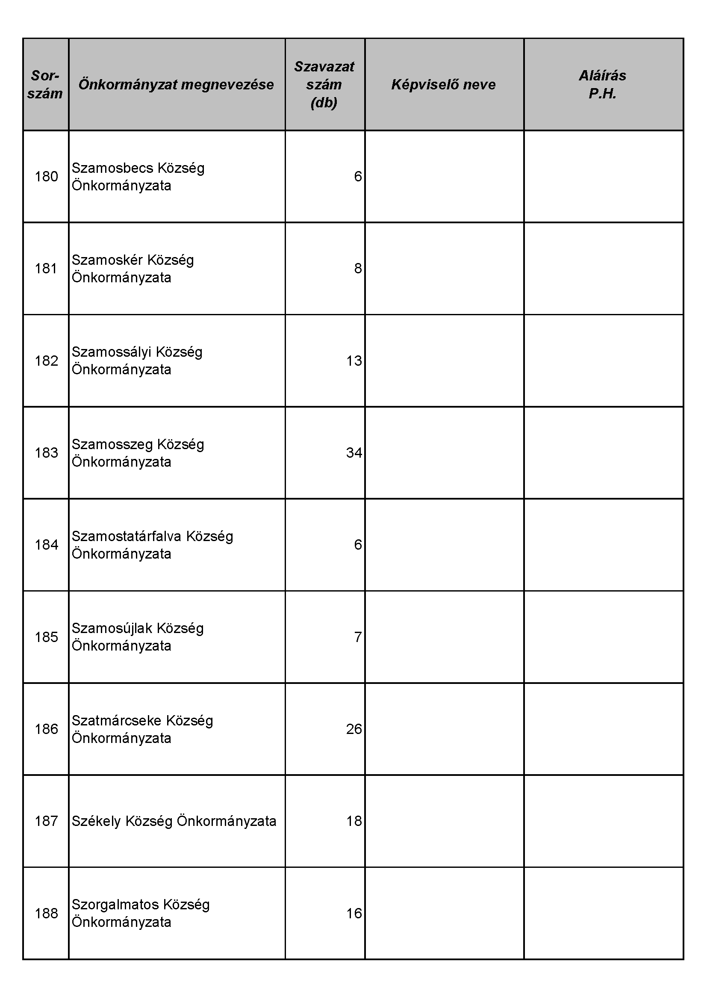 Sor-
szám
Önkormányzat megnevezése
Szavazat
szám
(db)
Képviselő neve
Aláírás
P.H.
180
Szamosbecs Község
Önkormányzata
6
181
Szamoskér Község
Önkormányzata
8
182
Szamossályi Község
Önkormányzata
13
183
Szamosszeg Község
Önkormányzata
34
184
Szamostatárfalva Község
Önkormányzata
6
185
Szamosújlak Község
Önkormányzata
7
186
Szatmárcseke Község
Önkormányzata
26
187
Székely Község Önkormányzata
18
188
Szorgalmatos Község
Önkormányzata
16